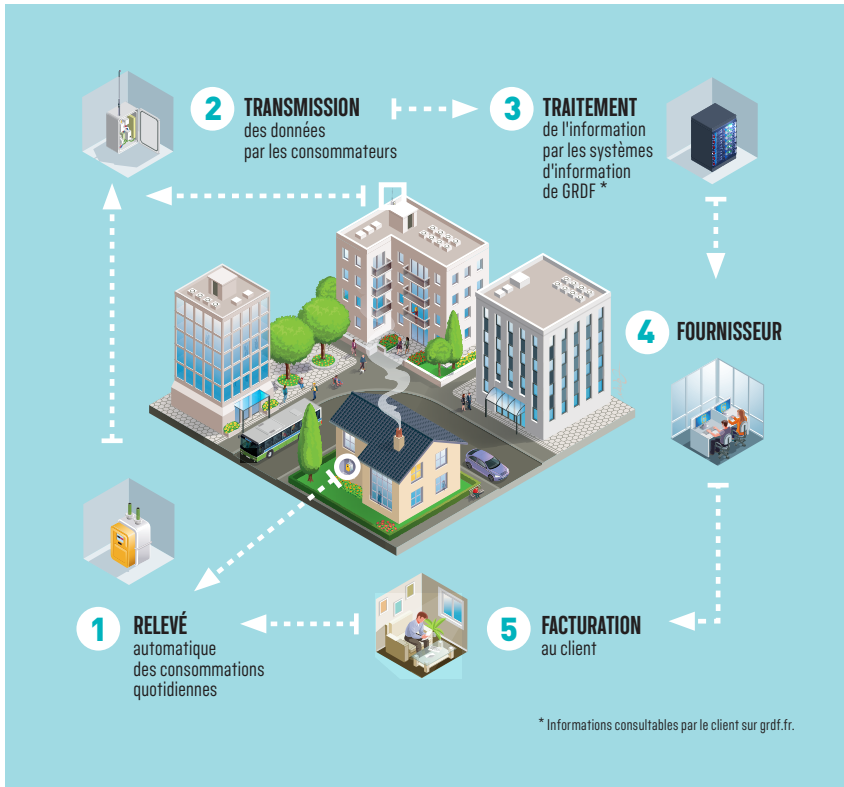 2 TRANSMISSION
des données
par les consommateurs
3 TRAITEMENT
de l'information
par les systèmes
d'information
de GRDF *
4 FOURNISSEUR
1 RELEVÉ
automatique
des consommations
quotidiennes
5 FACTURATION
au client
* Informations consultables par le client sur grdf.fr.